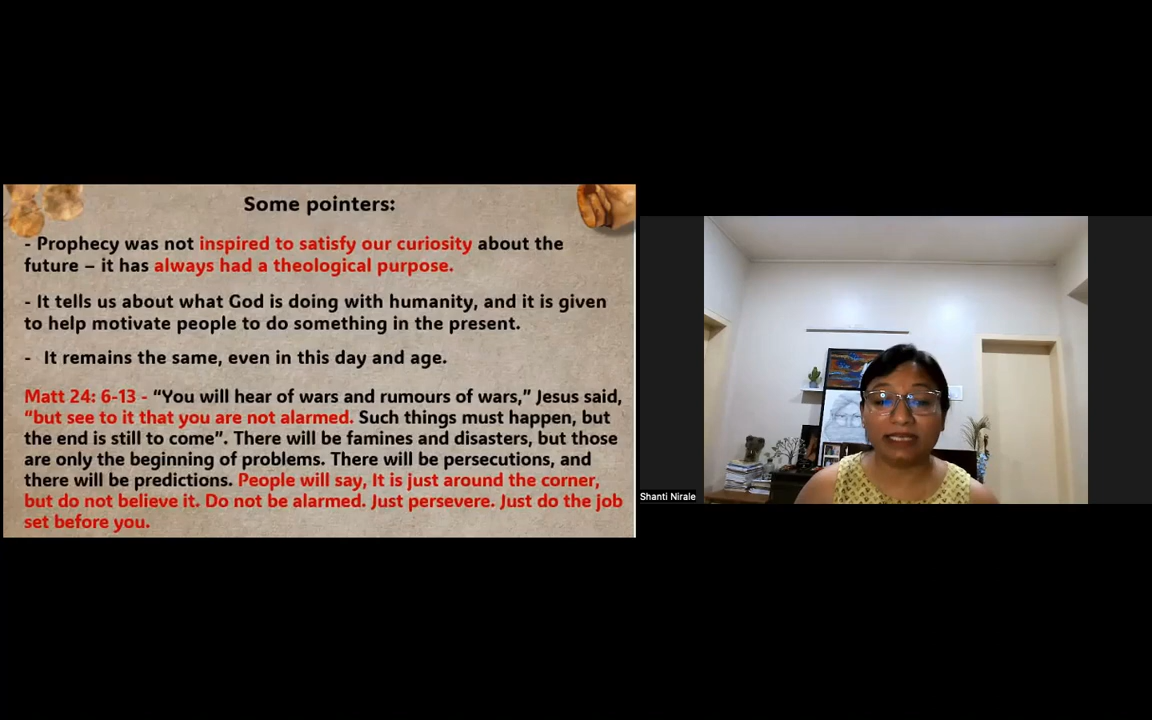 Some pointers:
- Prophecy was not inspired to satisfy our curiosity about the
future – it has always had a theological purpose.
- It tells us about what God is doing with humanity, and it is given
to help motivate people to do something in the present.
- It remains the same, even in this day and age.
Matt 24: 6-13 - “You will hear of wars and rumours of wars,” Jesus said,
“but see to it that you are not alarmed. Such things must happen, but
the end is still to come”. There will be famines and disasters, but those
are only the beginning of problems. There will be persecutions, and
there will be predictions. People will say, It is just around the corner,
but do not believe it. Do not be alarmed. Just persevere. Just do the job
set before you.
Shanti Nirale